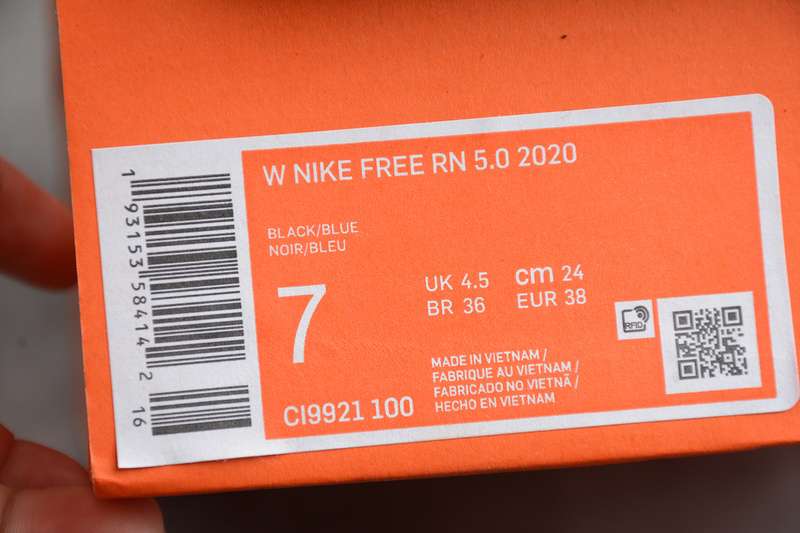 W NIKE FREE RN 5.0 2020
BLACK/BLUE
NOIR/BLEU
7
UK 4.5 cm 24
BR 36 EUR 38
MADE IN VIETNAM /
FABRIQUE AU VIETNAM /
FABRICADO NO VIETNÃ /
HECHO EN VIETNAM
CI9921 100
RFID
1 93153 58414 2 16